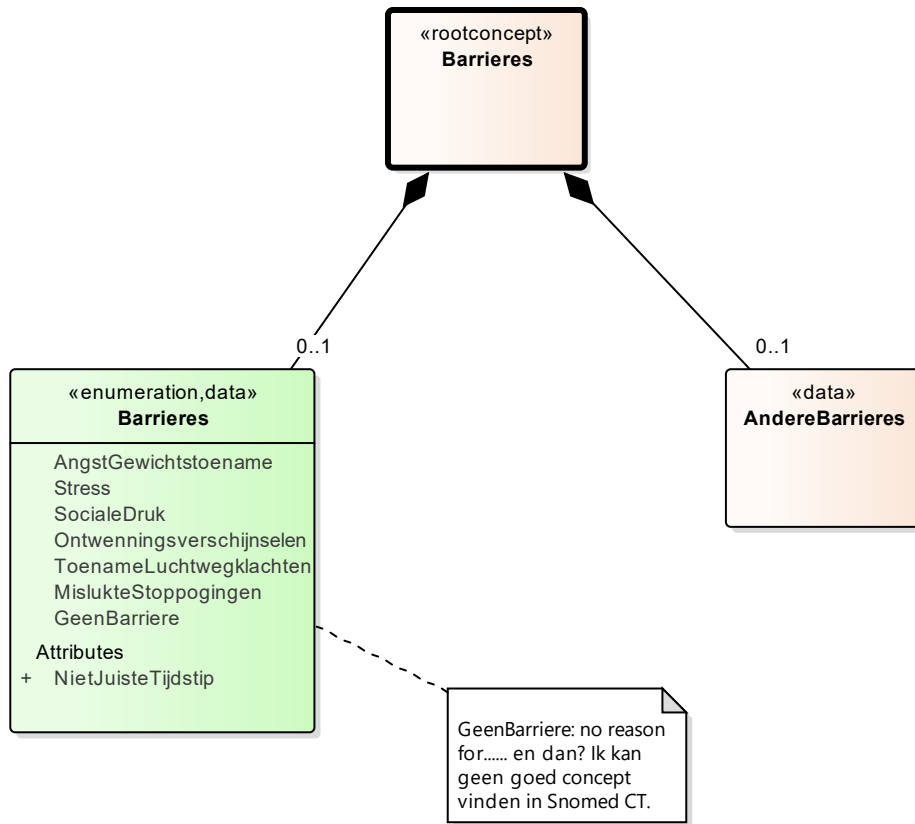 «rootconcept»
Barrieres
0..1
0..1
«enumeration,data»
Barrieres
AngstGewichtstoename
Stress
SocialeDruk
Ontwenningsverschijnselen
ToenameLuchtwegklachten
MislukteStoppogingen
GeenBarriere
Attributes
+ NietJuisteTijdstip
«data»
AndereBarrieres
GeenBarriere: no reason
for...... en dan? Ik kan
geen goed concept
vinden in Snomed CT.